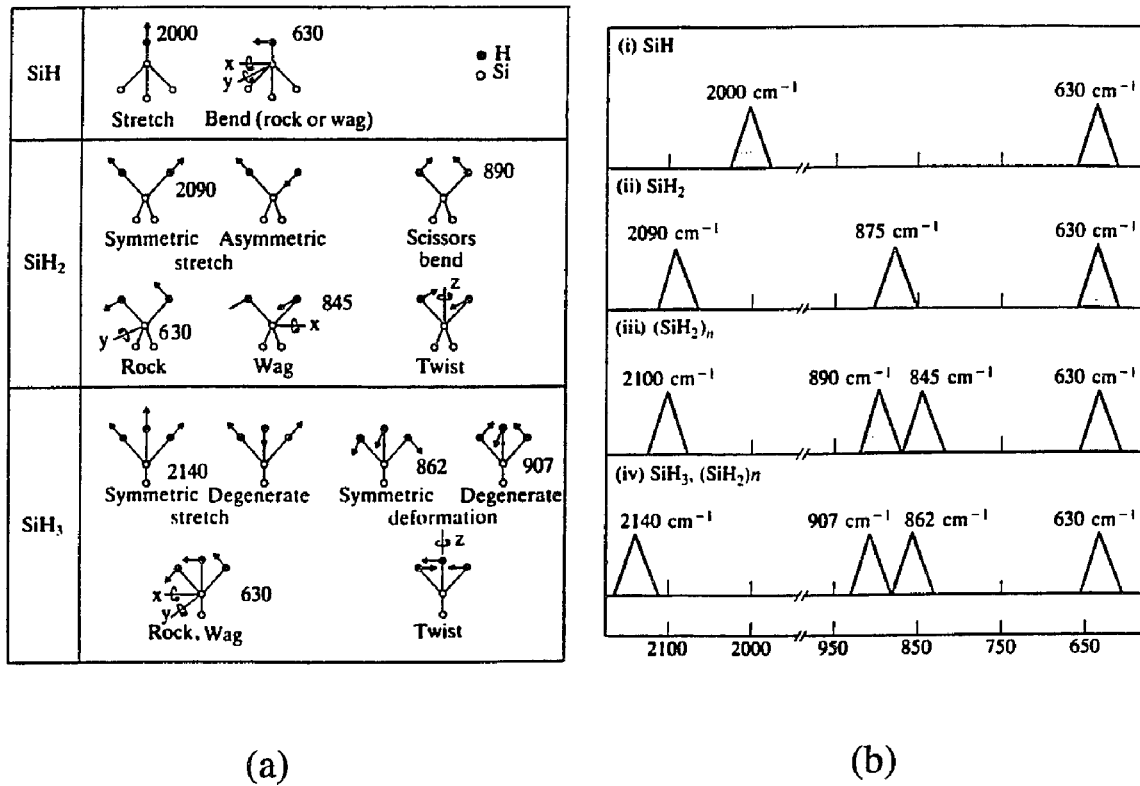 SiH
2000
630
x
y
H
Si
Stretch
Bend (rock or wag)
SiH₂
2090
890
Symmetric Asymmetric
stretch
Scissors
bend
y
630
845
x
z
Rock
Wag
Twist
SiH₃
2140
862
907
Symmetric Degenerate
stretch
Symmetric Degenerate
deformation
z
x
y
630
Rock, Wag
Twist
(a)
(i) SiH
2000 cm⁻¹
630 cm⁻¹
(ii) SiH₂
2090 cm⁻¹
875 cm⁻¹
630 cm⁻¹
(iii) (SiH₂)ₙ
2100 cm⁻¹
890 cm⁻¹
845 cm⁻¹
630 cm⁻¹
(iv) SiH₃, (SiH₂)n
2140 cm⁻¹
907 cm⁻¹
862 cm⁻¹
630 cm⁻¹
2100 2000 950 850 750 650
(b)